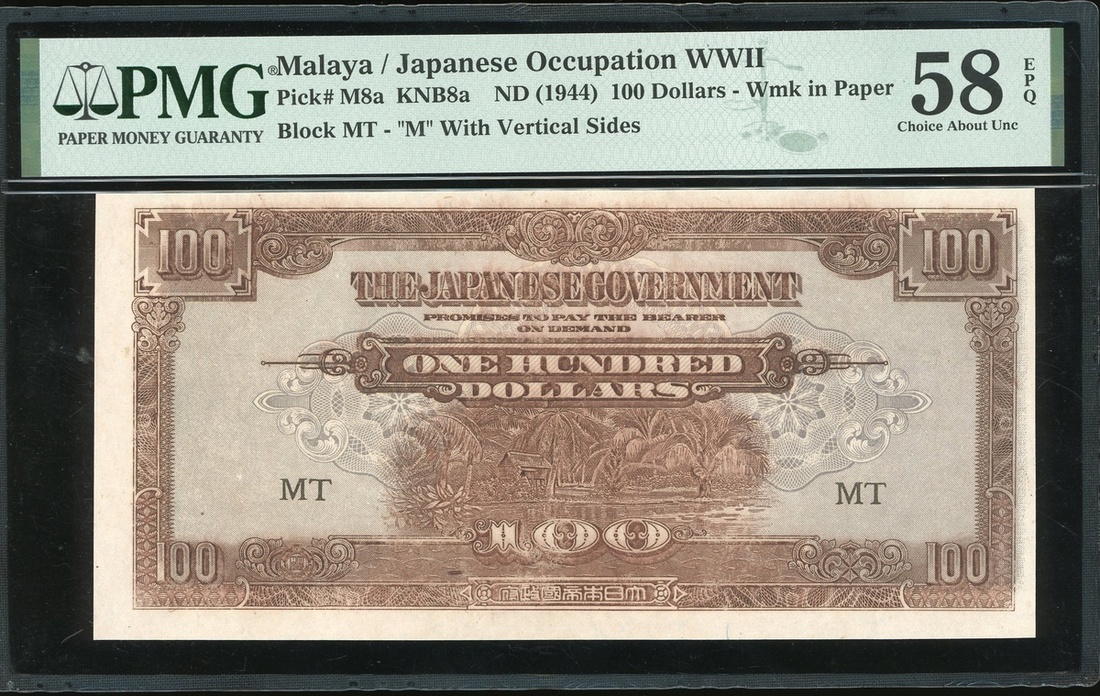 PMG®
PAPER MONEY GUARANTY
Malaya / Japanese Occupation WWII
Pick# M8a KNB8a ND (1944) 100 Dollars - Wmk in Paper
Block MT - "M" With Vertical Sides
58 EPQ
Choice About Unc
100 100
THE JAPANESE GOVERNMENT
PROMISES TO PAY THE BEARER
ON DEMAND
ONE HUNDRED
DOLLARS
MT MT
100
100 100
府政國帝本日大